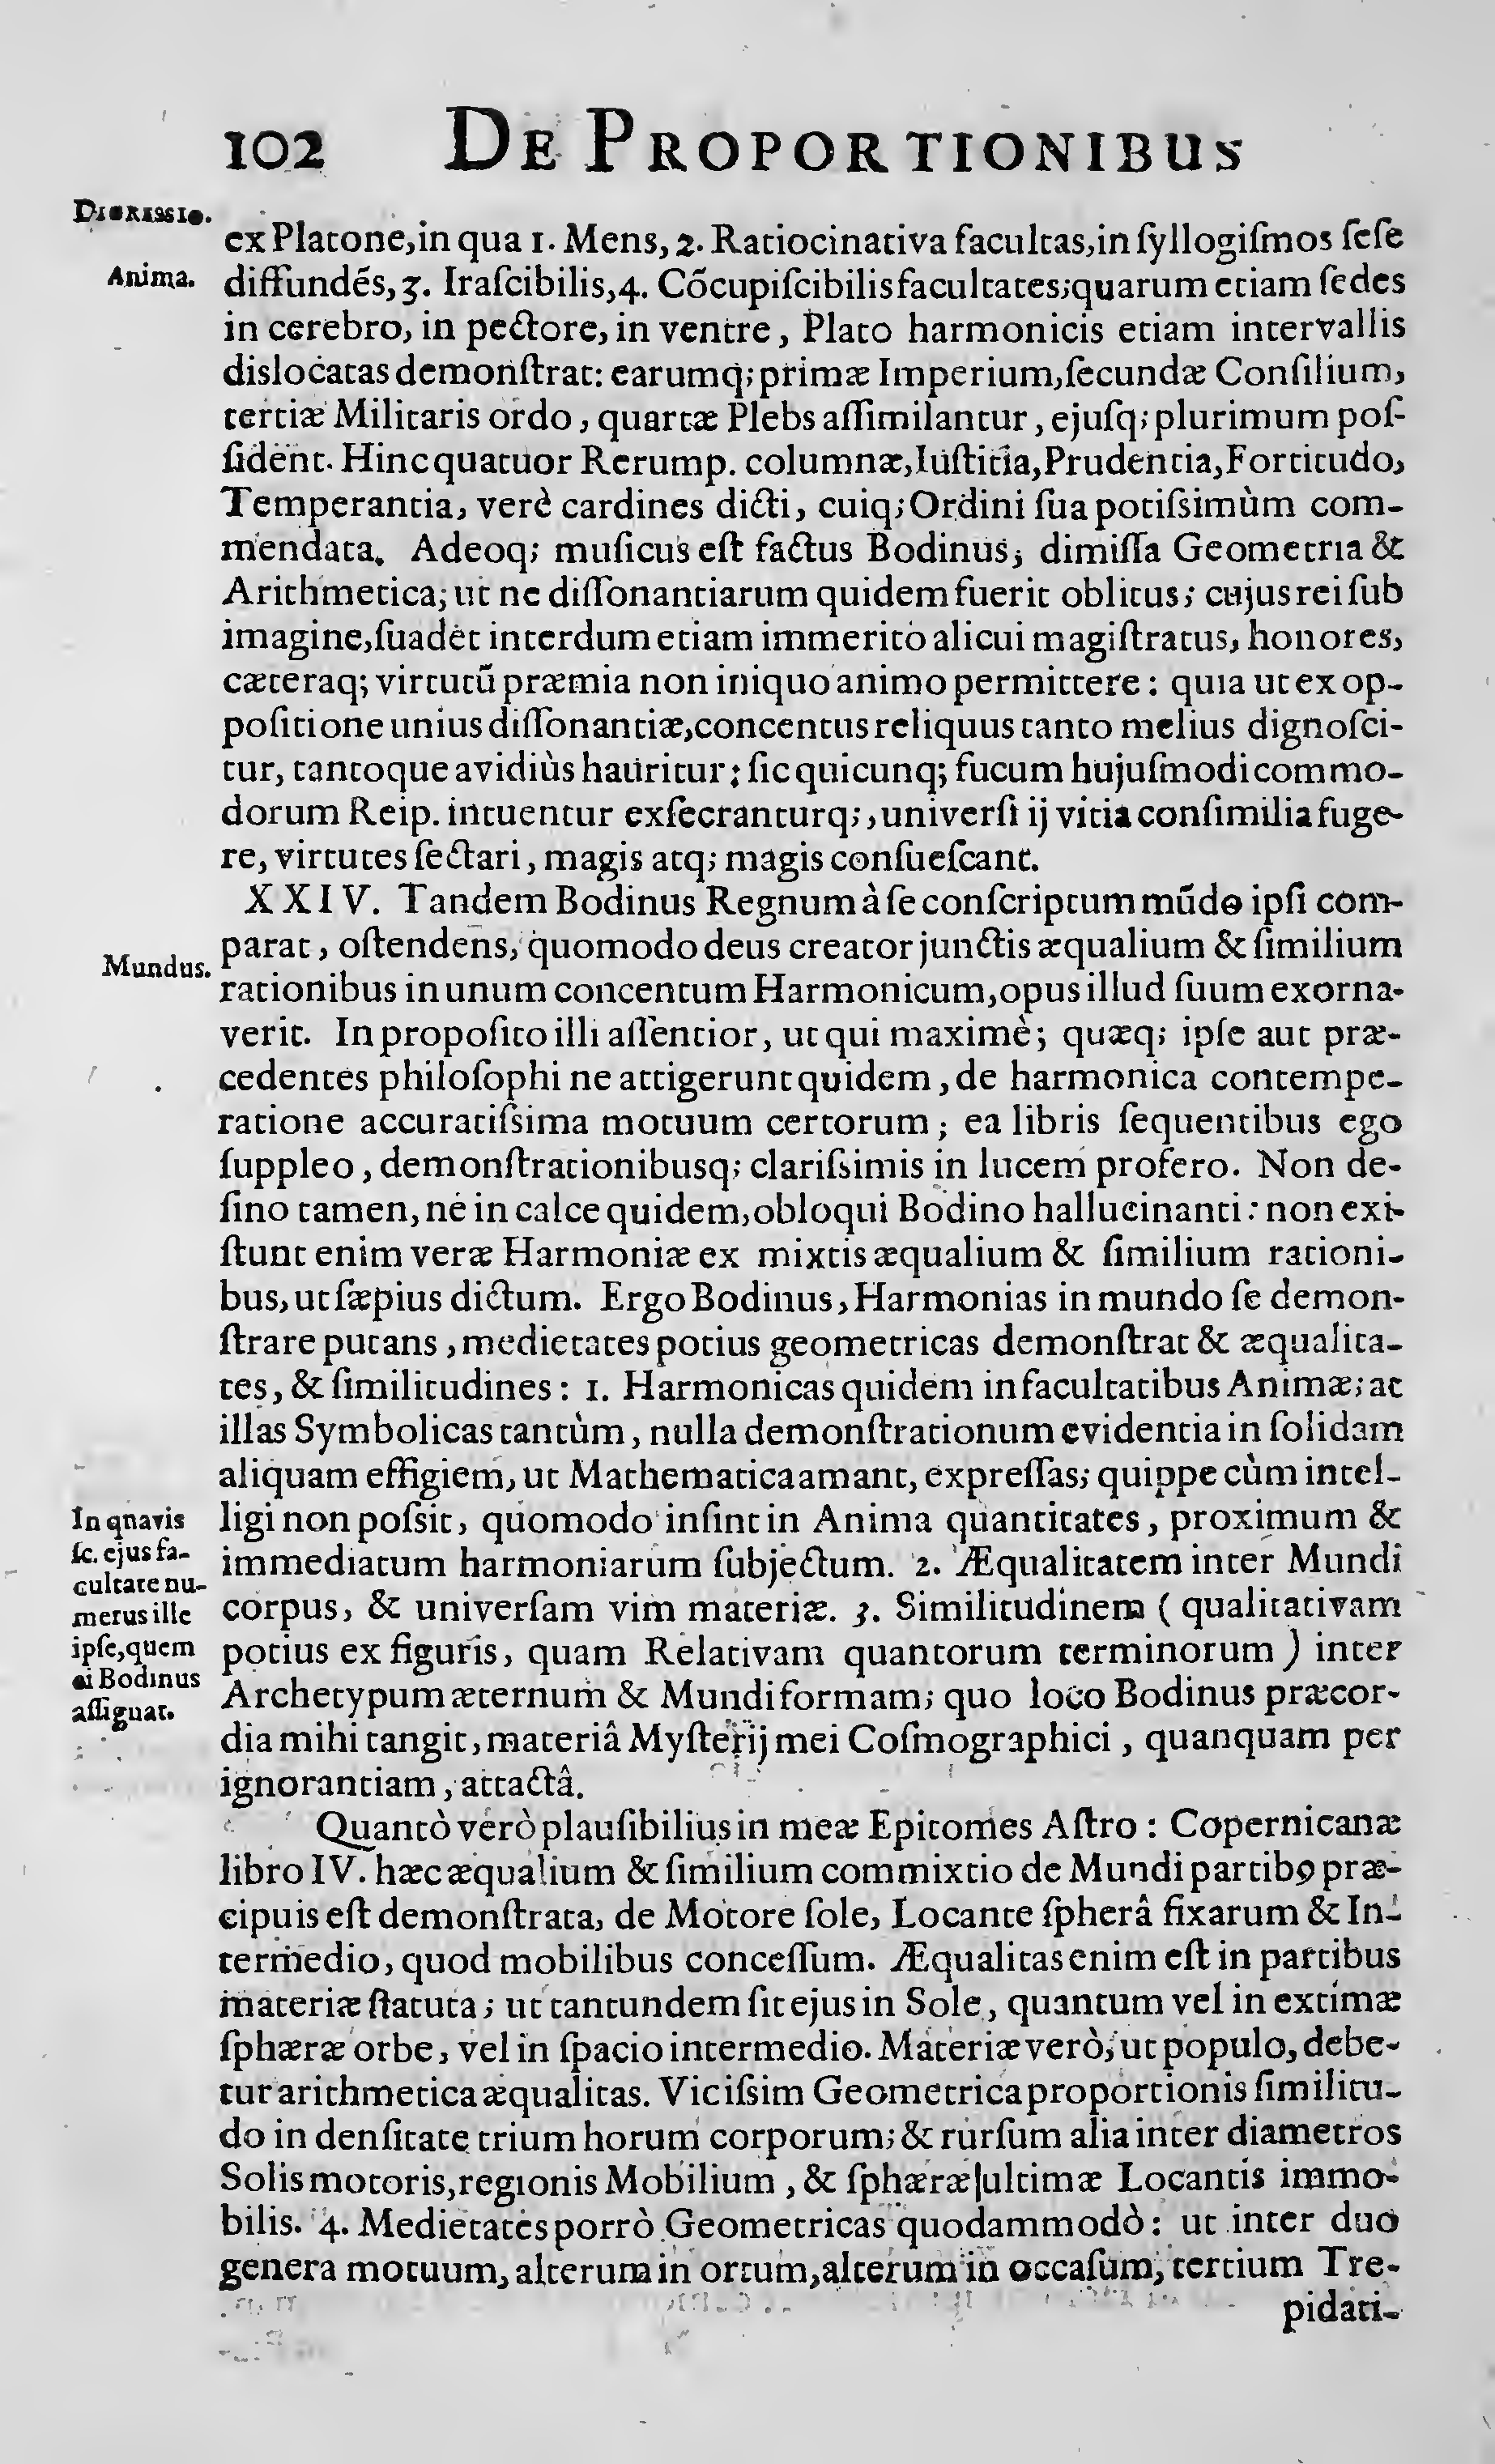 102 DE PROPORTIONIBUS
DIGRESSIO.
ex Platone, in qua 1. Mens, 2. Ratiocinativa facultas, in ſyllogiſmos ſeſe
Anima.
diffundẽs, 3. Iraſcibilis, 4. Cõcupiſcibilis facultates; quarum etiam ſedes
in cerebro, in pectore, in ventre, Plato harmonicis etiam intervallis
dislocatas demonſtrat: earumq; primæ Imperium, ſecundæ Conſilium,
tertiæ Militaris ordo, quartæ Plebs aſſimilantur, ejuſq; plurimum poſ-
ſident. Hinc quatuor Rerump. columnæ, Iuſtitia, Prudentia, Fortitudo,
Temperantia, verè cardines dicti, cuiq; Ordini ſua potiſsimùm com-
mendata. Adeoq; muſicus eſt factus Bodinus, dimiſſa Geometria &
Arithmetica; ut ne diſſonantiarum quidem fuerit oblitus; cujus rei ſub
imagine, ſuadet interdum etiam immerito alicui magiſtratus, honores,
cæteraq; virtutũ præmia non iniquo animo permittere: quia ut ex op-
poſitione unius diſſonantiæ, concentus reliquus tanto melius dignoſci-
tur, tantoque avidiùs hauritur; ſic quicunq; fucum hujuſmodi commo-
dorum Reip. intuentur exſecranturq;, univerſi ij vitia conſimilia fuge-
re, virtutes ſectari, magis atq; magis conſueſcant.
XXIV. Tandem Bodinus Regnum à ſe conſcriptum mũdo ipſi com-
parat, oſtendens, quomodo deus creator junctis æqualium & ſimilium
Mundus.
rationibus in unum concentum Harmonicum, opus illud ſuum exorna-
verit. In propoſito illi aſſentior, ut qui maximè; quæq; ipſe aut præ-
cedentes philoſophi ne attigerunt quidem, de harmonica contempe-
ratione accuratiſsima motuum certorum; ea libris ſequentibus ego
ſuppleo, demonſtrationibusq; clariſsimis in lucem profero. Non de-
ſino tamen, ne in calce quidem, obloqui Bodino hallucinanti: non exi-
ſtunt enim veræ Harmoniæ ex mixtis æqualium & ſimilium rationi-
bus, ut ſæpius dictum. Ergo Bodinus, Harmonias in mundo ſe demon-
ſtrare putans, medietates potius geometricas demonſtrat & æqualita-
tes, & ſimilitudines: 1. Harmonicas quidem in facultatibus Animæ; at
illas Symbolicas tantùm, nulla demonſtrationum evidentia in ſolidam
aliquam effigiem, ut Mathematica amant, expreſſas; quippe cùm intel-
ligi non poſsit, quomodo inſint in Anima quantitates, proximum &
immediatum harmoniarum ſubjectum. 2. Æqualitatem inter Mundi
corpus, & univerſam vim materiæ. 3. Similitudinem (qualitativam
potius ex figuris, quam Relativam quantorum terminorum) inter
Archetypum æternum & Mundi formam; quo loco Bodinus præcor-
dia mihi tangit, materiâ Myſterij mei Coſmographici, quanquam per
ignorantiam, attactâ.
In qnavis
ſc. ejus fa-
cultate nu-
merus ille
ipſe, quem
ei Bodinus
aſſignat.
Quantò verò plauſibilius in meæ Epitomes Aſtro: Copernicanæ
libro IV. hæc æqualium & ſimilium commixtio de Mundi partibꝰ præ-
cipuis eſt demonſtrata, de Motore ſole, Locante ſpherâ fixarum & In-
termedio, quod mobilibus conceſſum. Æqualitas enim eſt in partibus
materiæ ſtatuta; ut tantundem ſit ejus in Sole, quantum vel in extimæ
ſphæræ orbe, vel in ſpacio intermedio. Materiæ verò, ut populo, debe-
tur arithmetica æqualitas. Viciſsim Geometrica proportionis ſimilitu-
do in denſitate trium horum corporum; & rurſum alia inter diametros
Solis motoris, regionis Mobilium, & ſphæræ ultimæ Locantis immo-
bilis. 4. Medietates porrò Geometricas quodammodò: ut inter duo
genera motuum, alterum in ortum, alterum in occaſum, tertium Tre-
pidati-